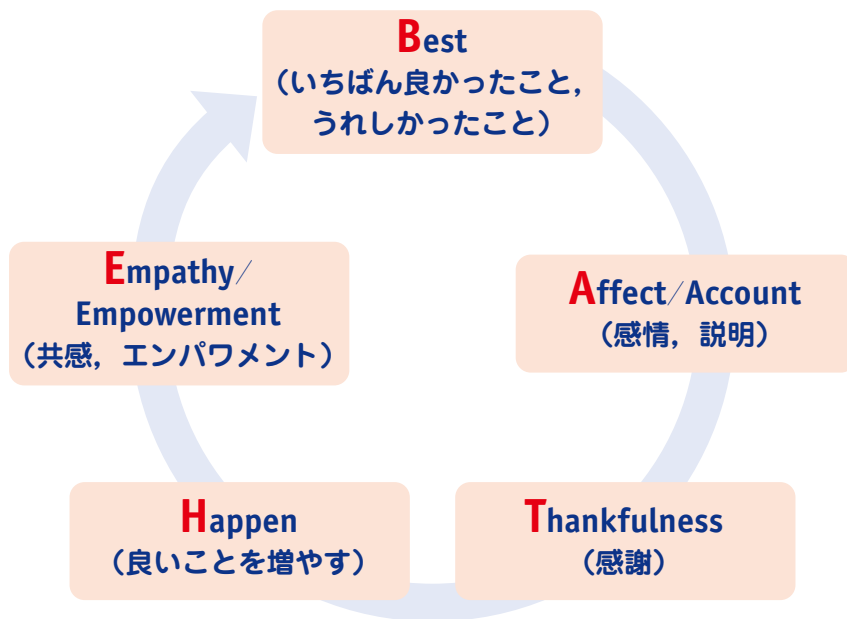 Best
（いちばん良かったこと，
うれしかったこと）
Affect/Account
（感情，説明）
Thankfulness
（感謝）
Happen
（良いことを増やす）
Empathy/
Empowerment
（共感，エンパワメント）